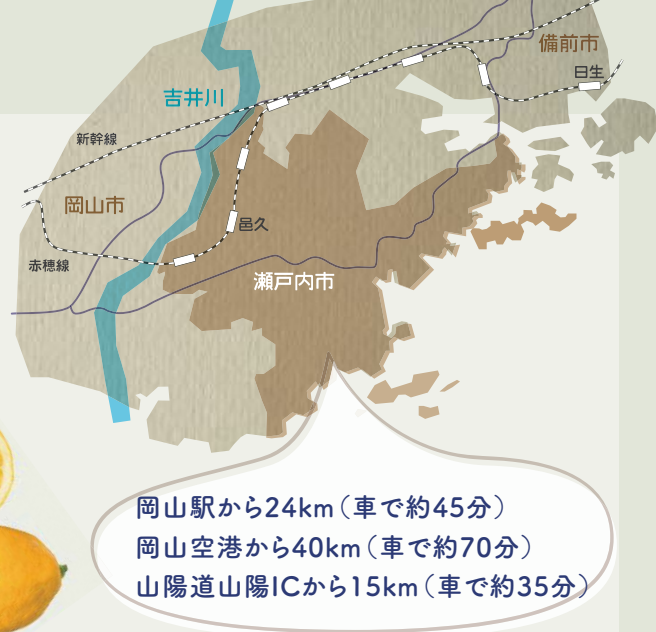 備前市
日生
吉井川
新幹線
岡山市
邑久
赤穂線
瀬戸内市
岡山駅から24km（車で約45分）
岡山空港から40km（車で約70分）
山陽道山陽ICから15km（車で約35分）